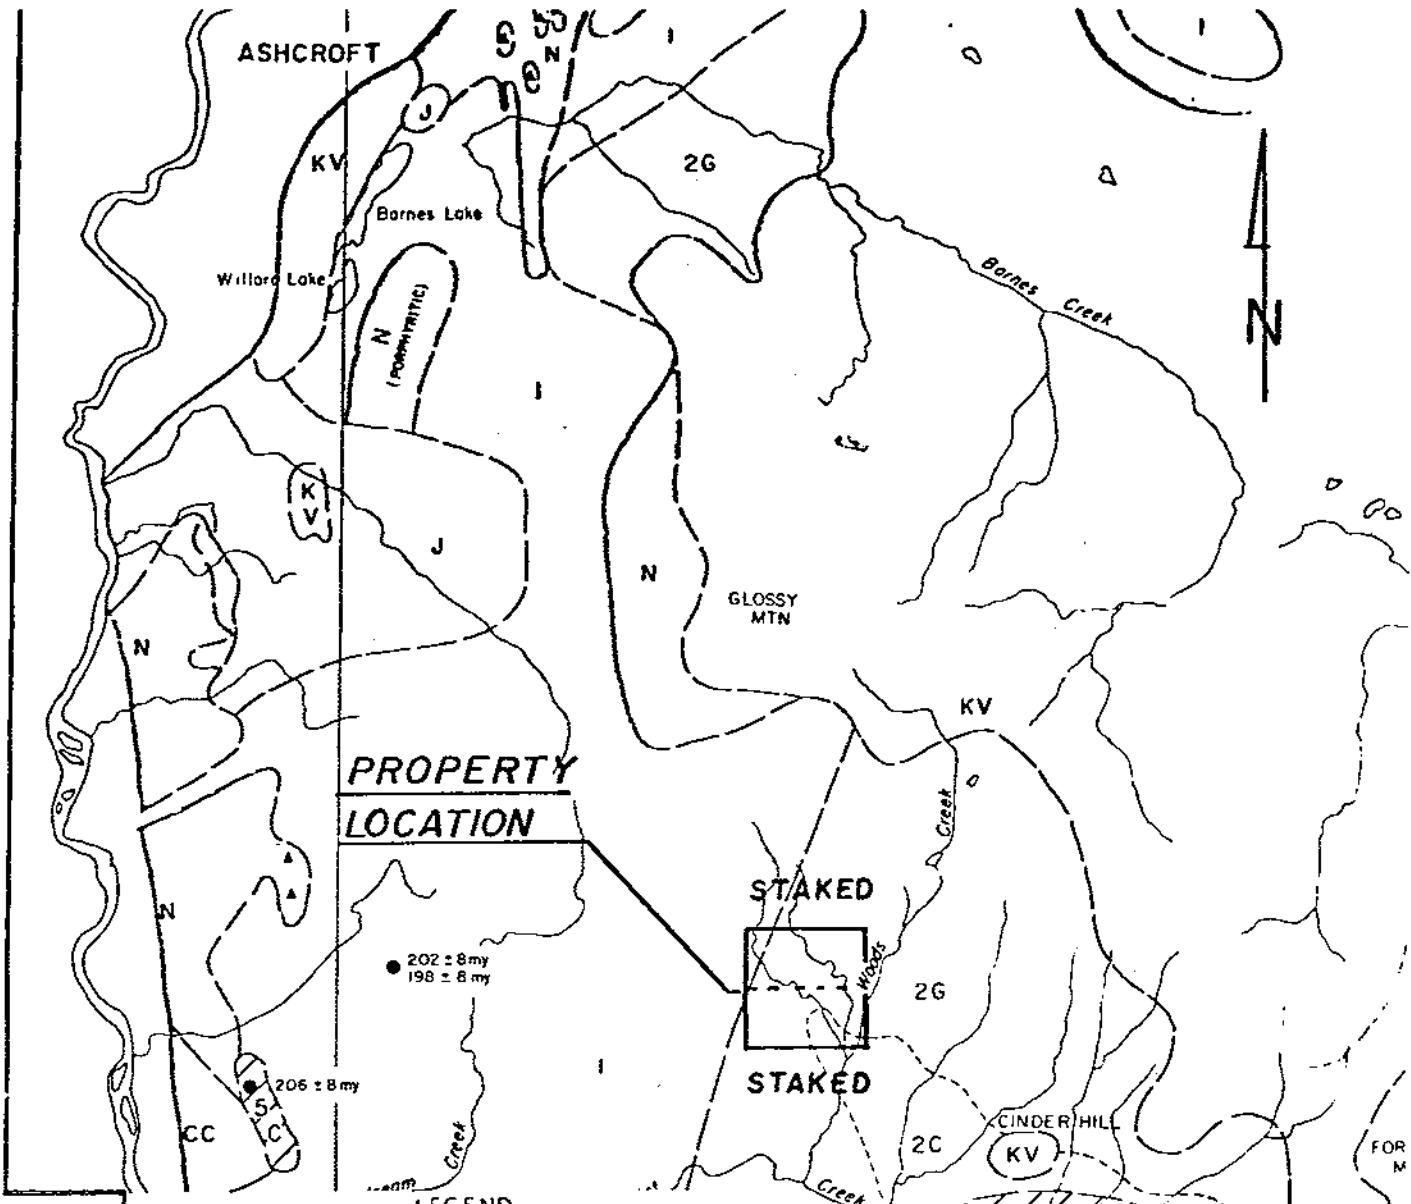 I
N
I
ASHCROFT
J
KV
2G
Barnes Lake
Willard Lake
Barnes Creek
N
(PORPHYRITIC)
N
I
K
V
J
N
GLOSSY
MTN
N
KV
PROPERTY
LOCATION
Creek
STAKED
N
202 ± 8 my
198 ± 8 my
Woods
2G
I
STAKED
206 ± 8 my
5
C
CC
Creek
2C
CINDER HILL
KV
FOR
M
Creek
LEGEND